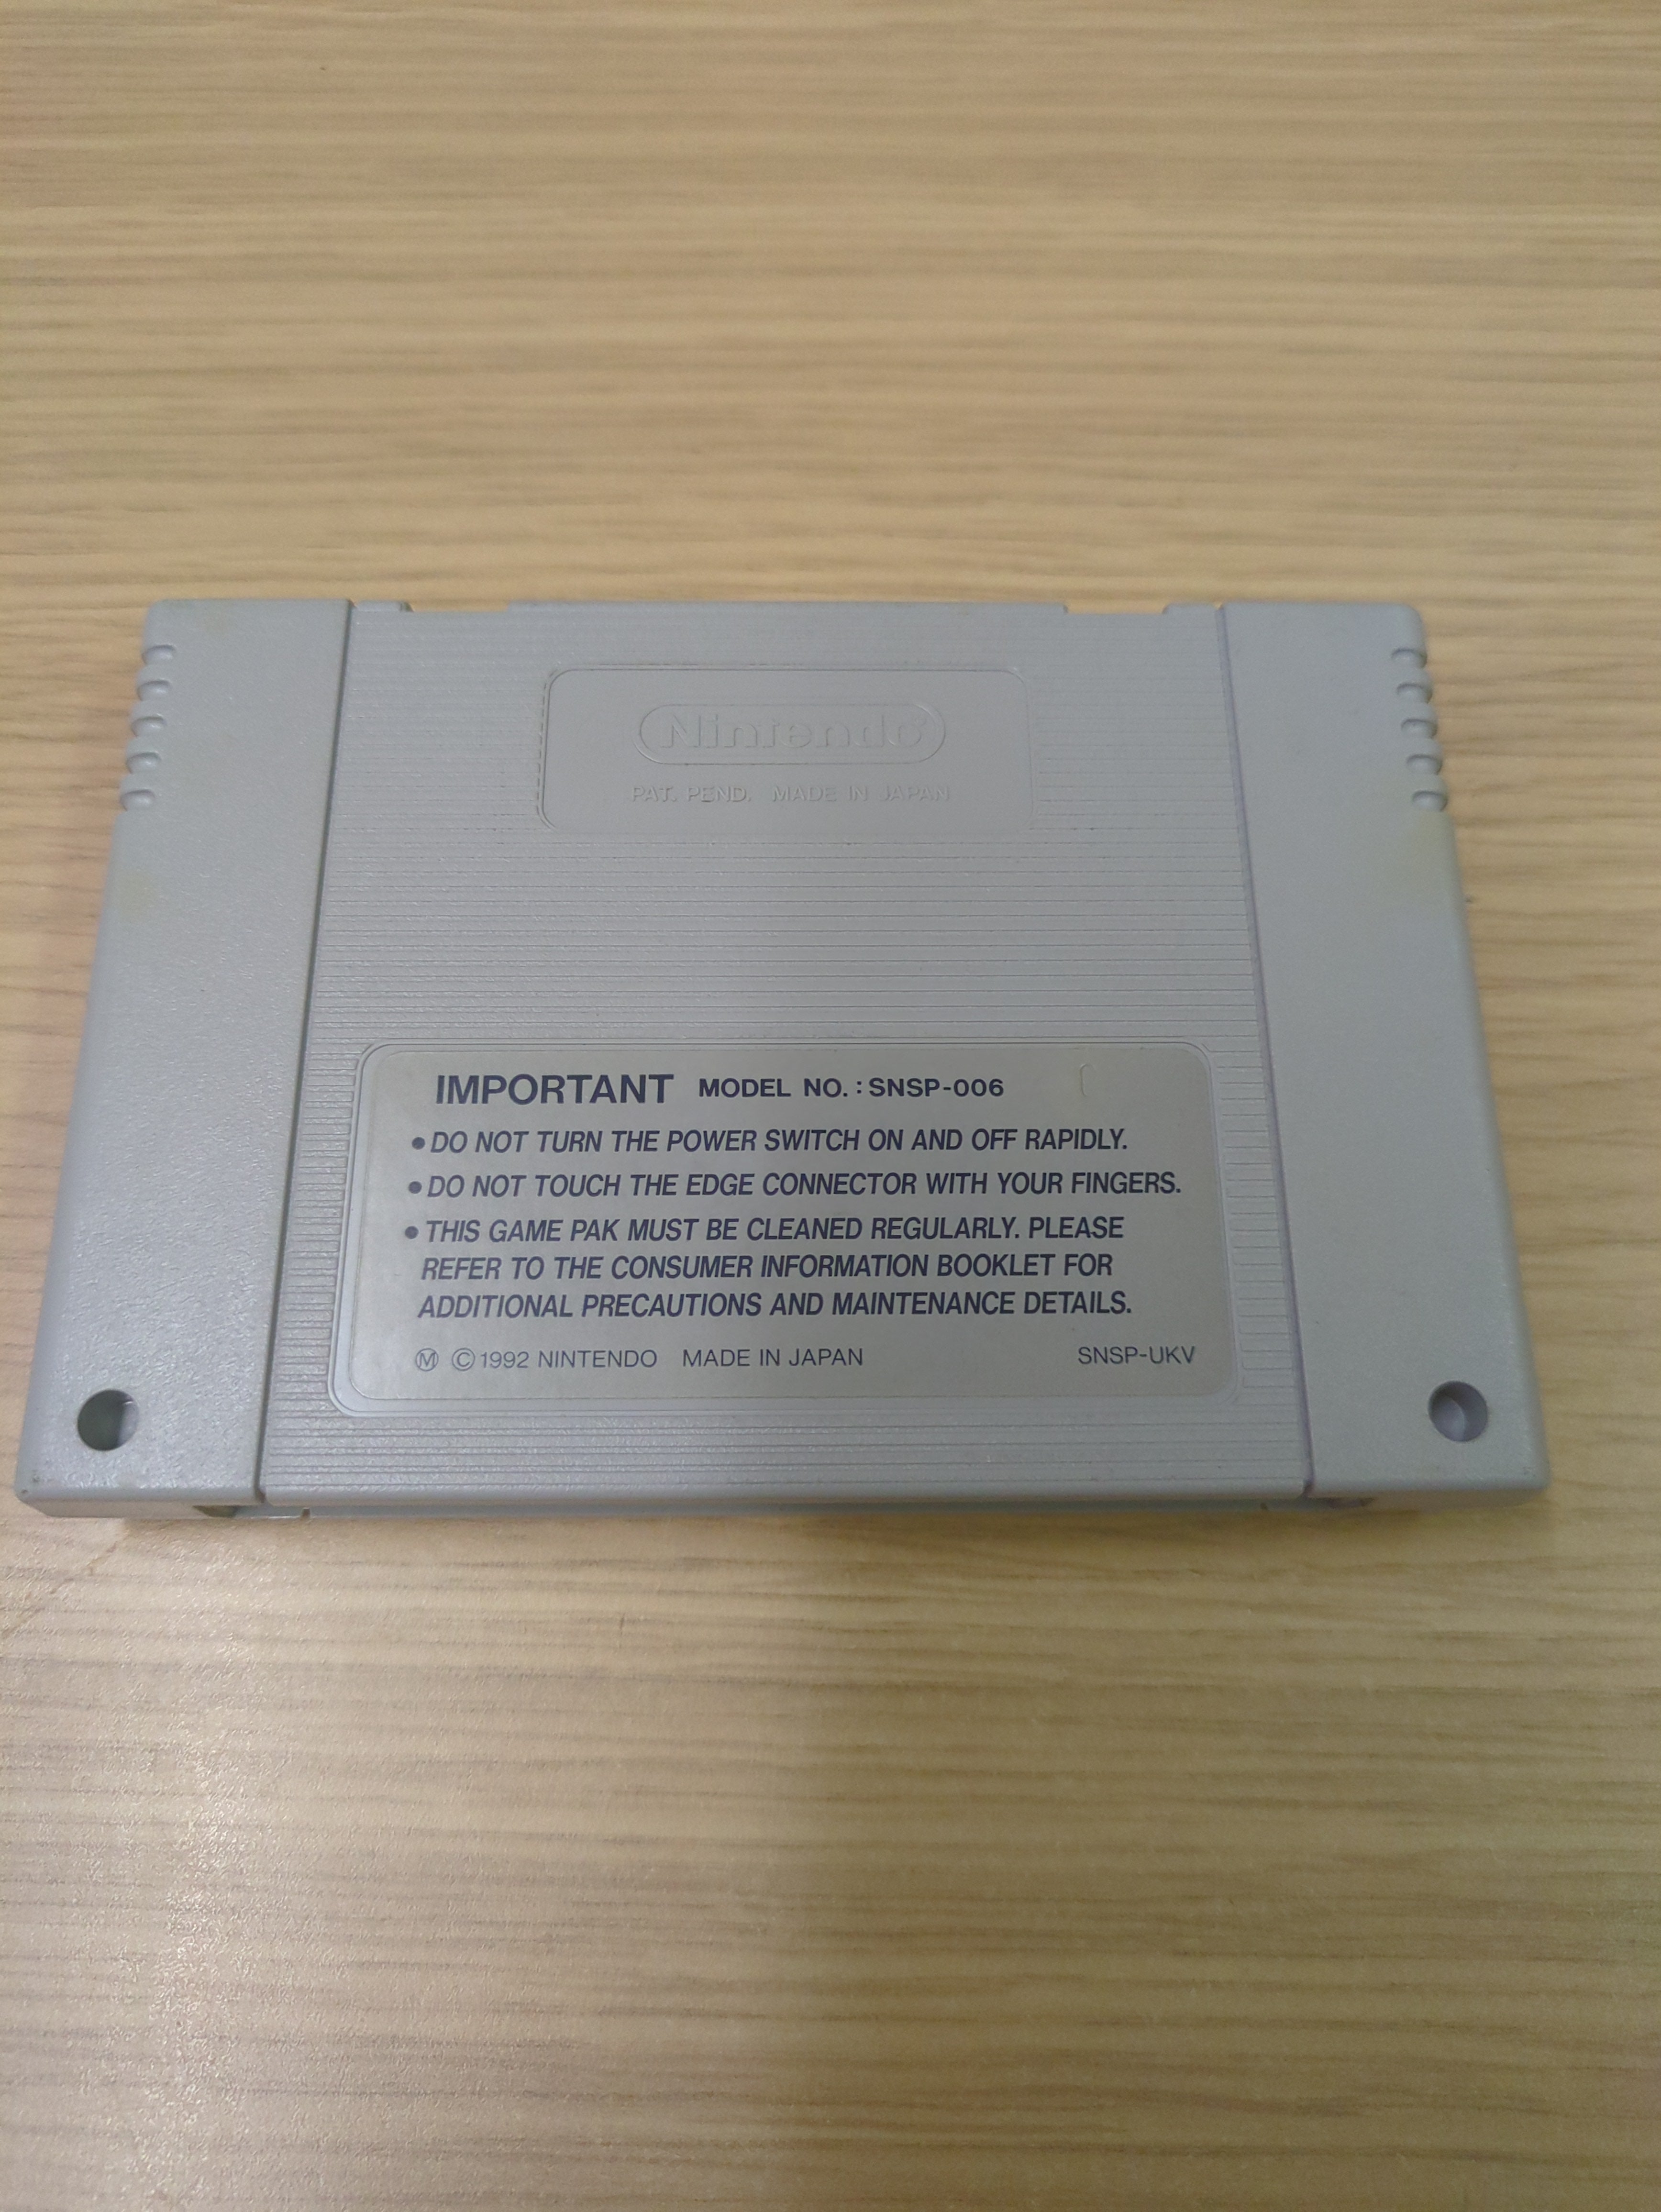 Nintendo
PAT. PEND. MADE IN JAPAN
IMPORTANT MODEL NO.: SNSP-006
● DO NOT TURN THE POWER SWITCH ON AND OFF RAPIDLY.
● DO NOT TOUCH THE EDGE CONNECTOR WITH YOUR FINGERS.
● THIS GAME PAK MUST BE CLEANED REGULARLY. PLEASE
REFER TO THE CONSUMER INFORMATION BOOKLET FOR
ADDITIONAL PRECAUTIONS AND MAINTENANCE DETAILS.
Ⓜ ©1992 NINTENDO MADE IN JAPAN SNSP-UKV